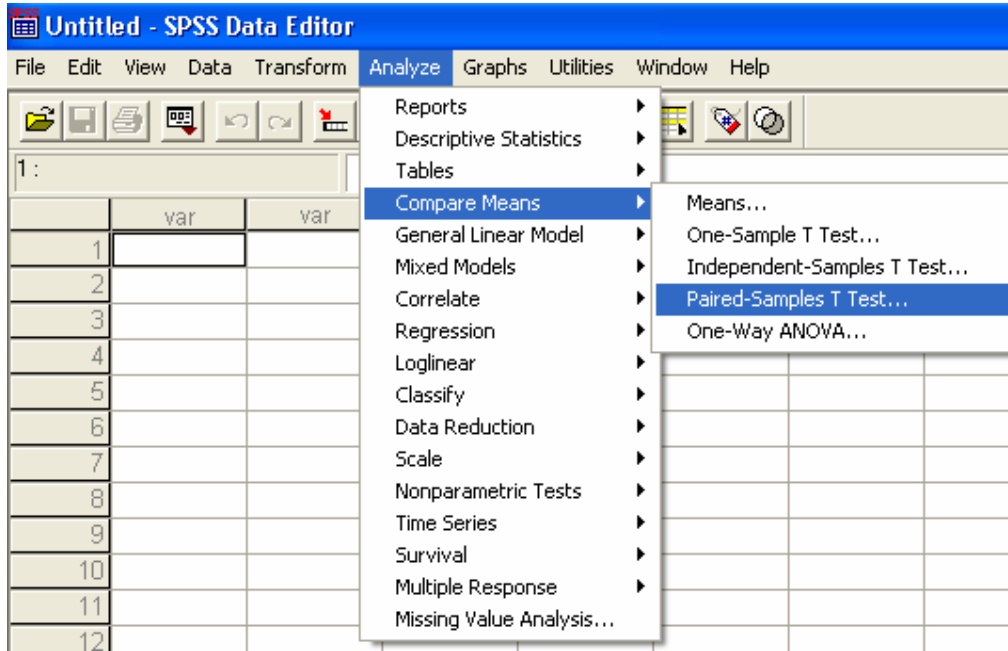 Untitled - SPSS Data Editor
File Edit View Data Transform Analyze Graphs Utilities Window Help
1 :
var var
1
2
3
4
5
6
7
8
9
10
11
12
Reports
Descriptive Statistics
Tables
Compare Means
General Linear Model
Mixed Models
Correlate
Regression
Loglinear
Classify
Data Reduction
Scale
Nonparametric Tests
Time Series
Survival
Multiple Response
Missing Value Analysis...
Means...
One-Sample T Test...
Independent-Samples T Test...
Paired-Samples T Test...
One-Way ANOVA...